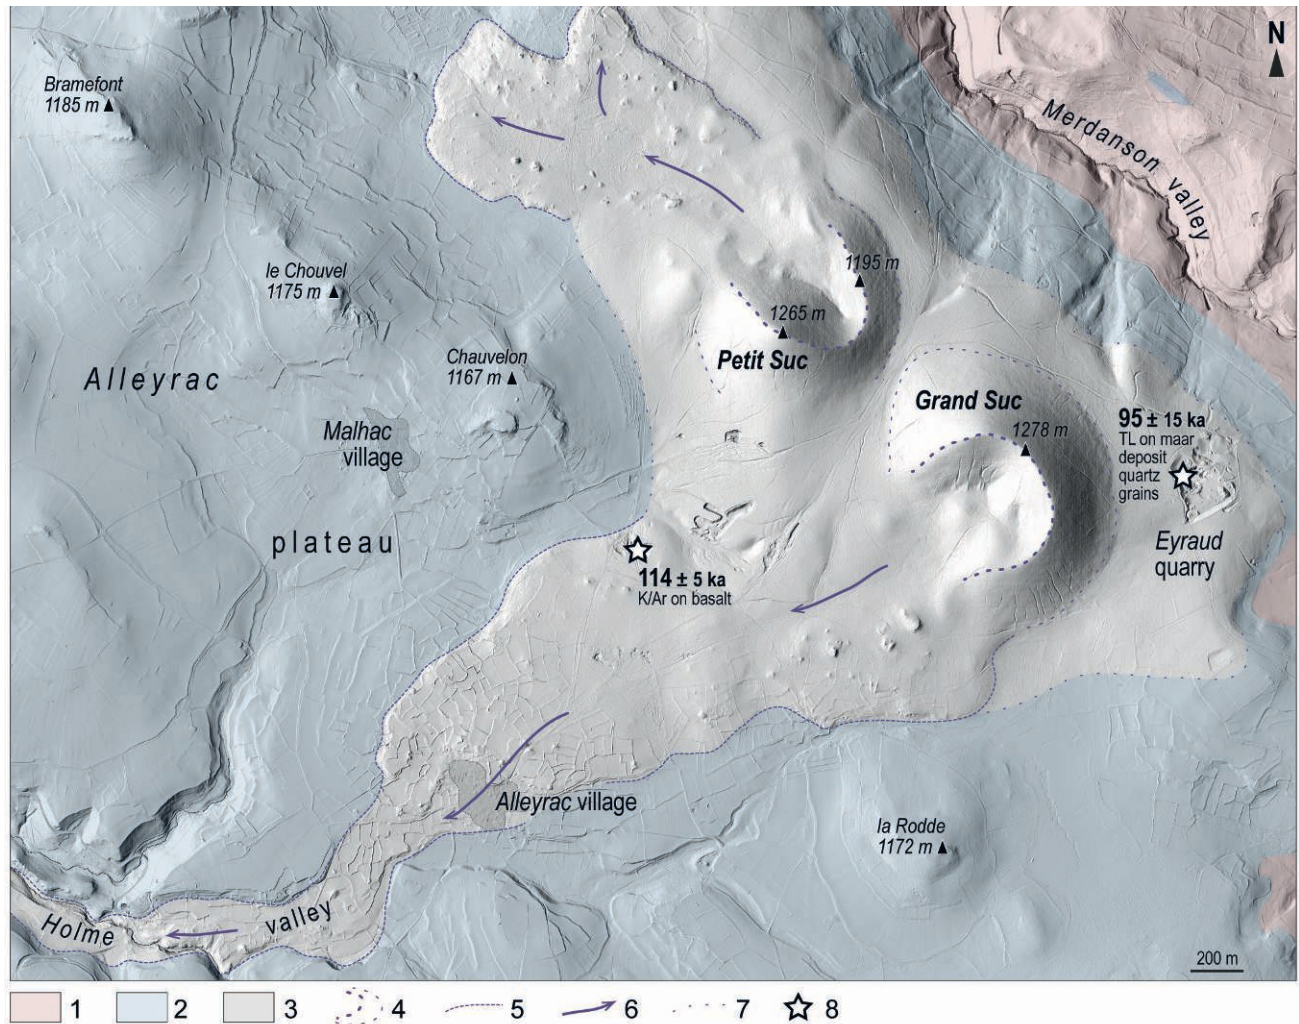 N
Bramefont
1185 m
Merdanson valley
le Chouvel
1175 m
1195 m
1265 m
Petit Suc
Chauvelon
1167 m
Alleyrac
Grand Suc
1278 m
95 ± 15 ka
TL on maar
deposit
quartz
grains
Malhac
village
plateau
Eyraud
quarry
114 ± 5 ka
K/Ar on basalt
Alleyrac village
la Rodde
1172 m
Holme valley
200 m
1 2 3 4 5 6 7 8